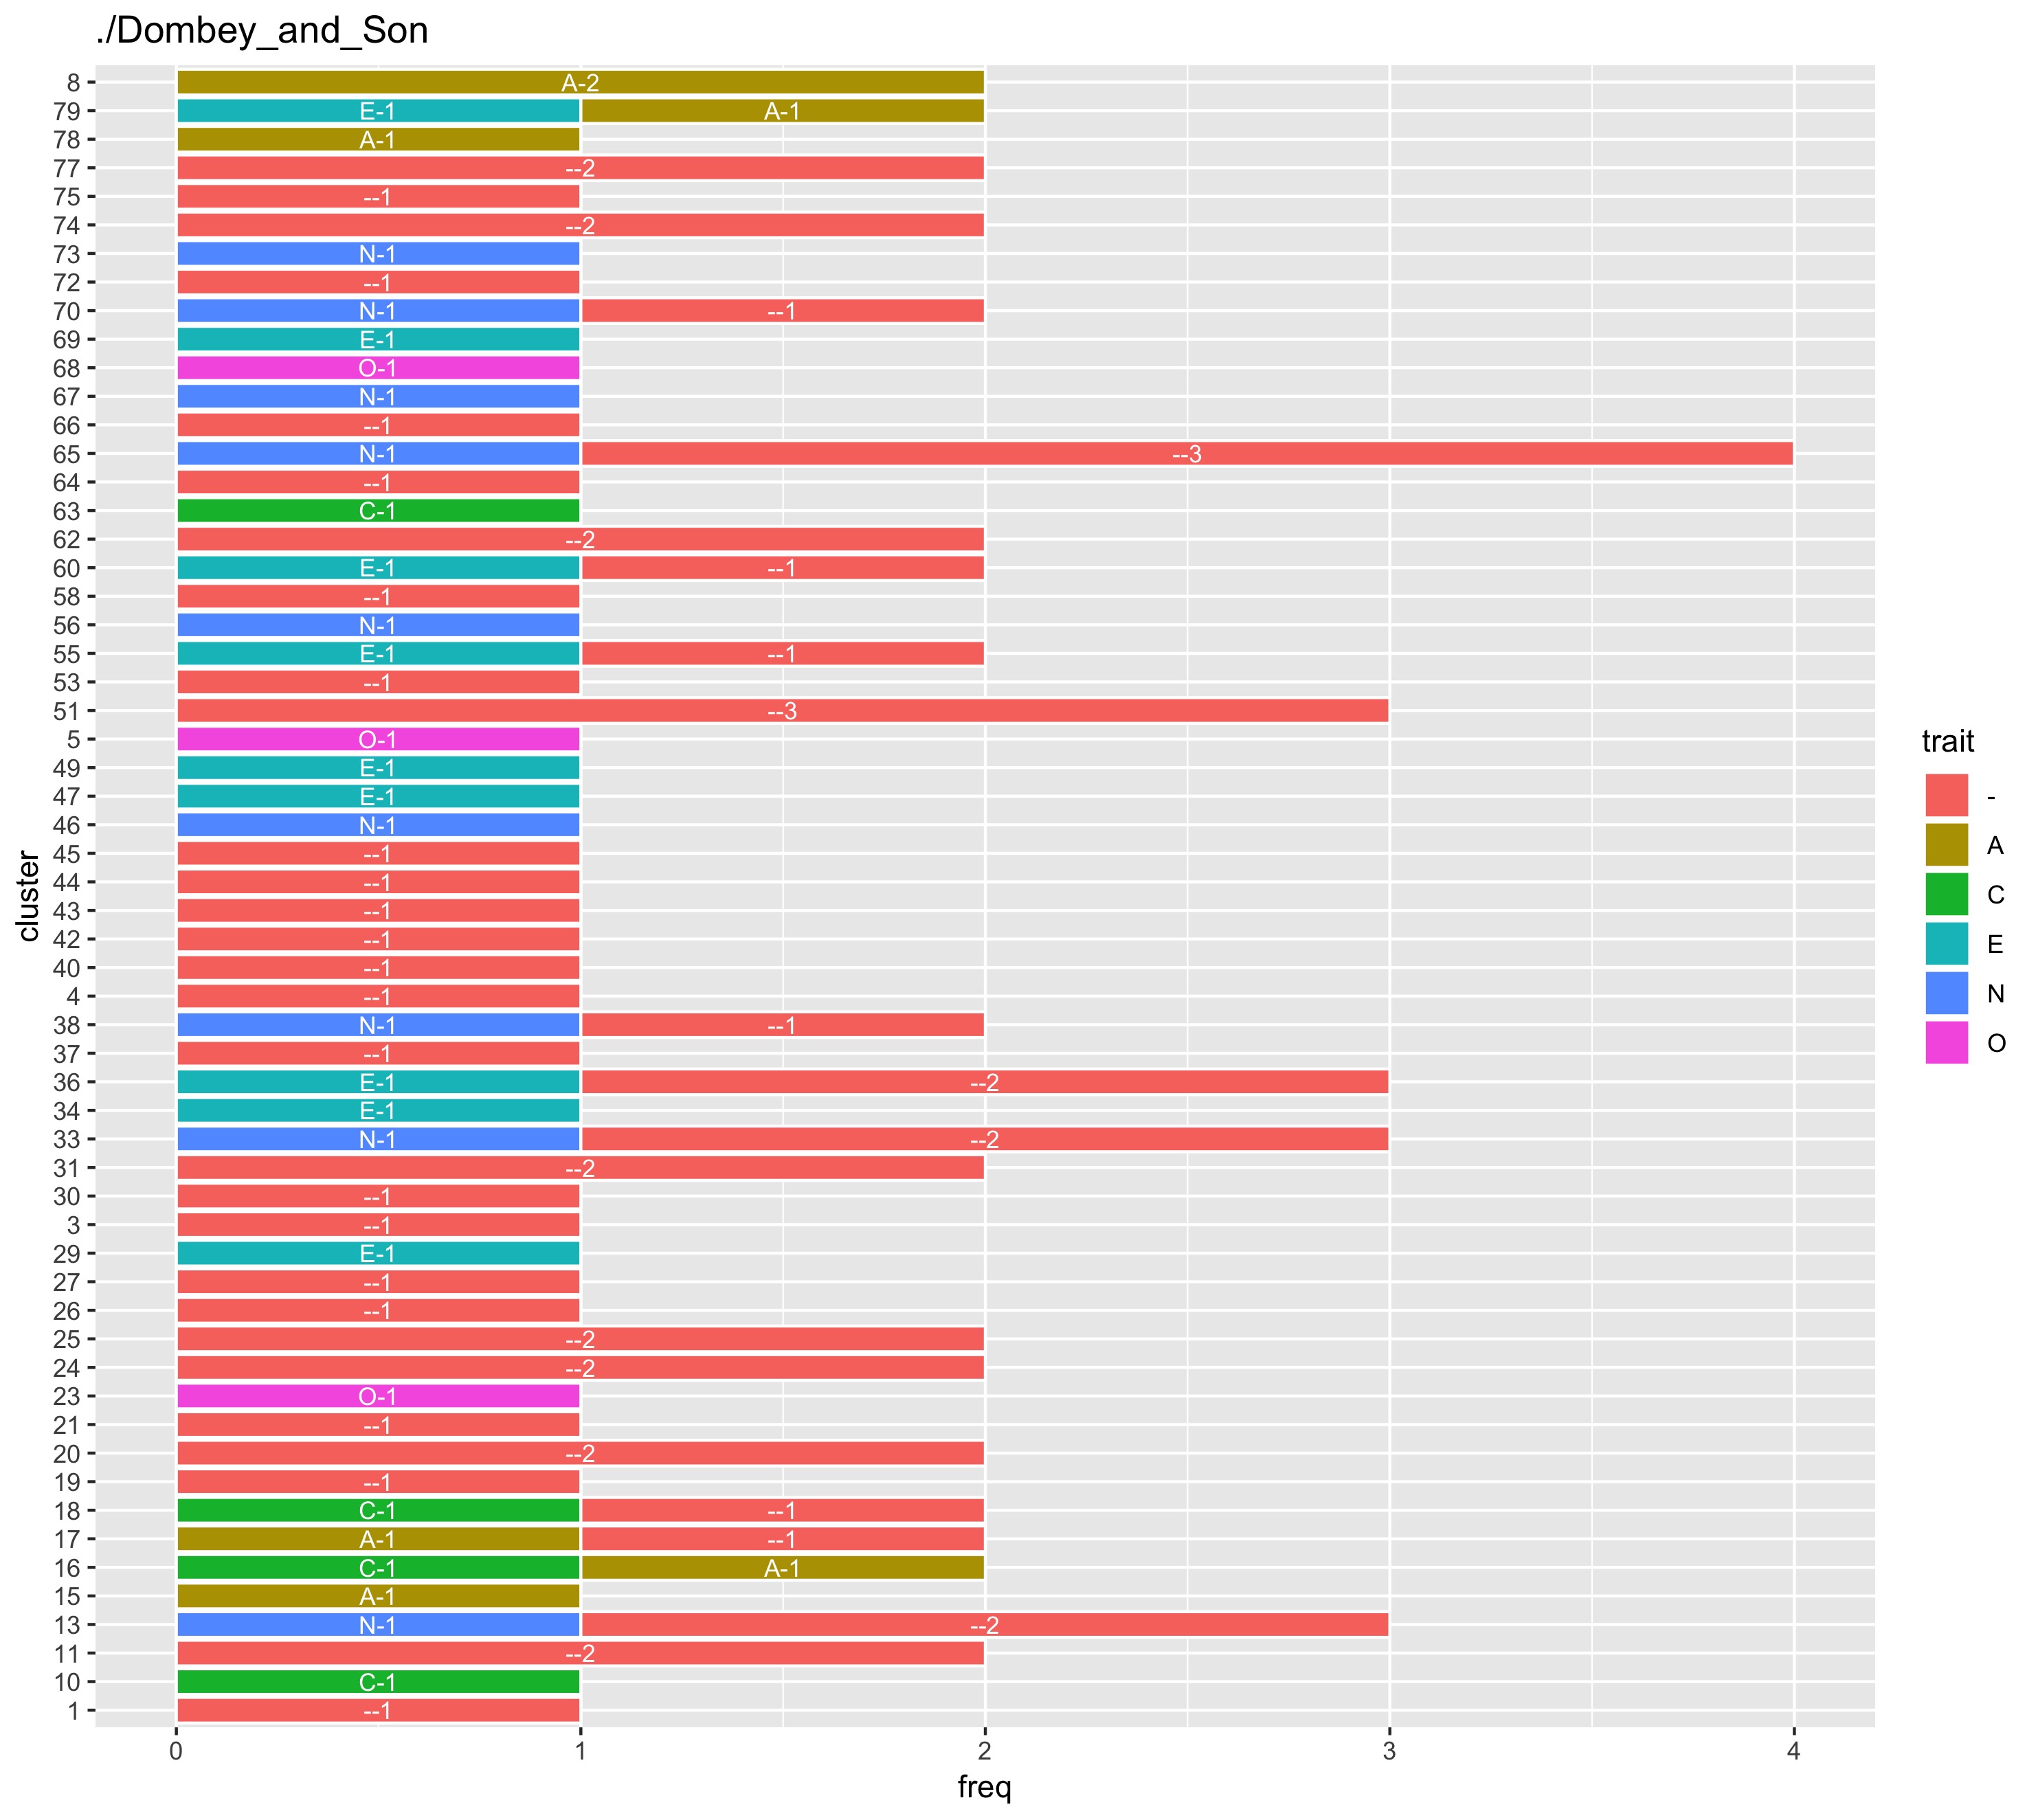 ./Dombey_and_Son
8 A-2
79 E-1 A-1
78 A-1
77 --2
75 --1
74 --2
73 N-1
72 --1
70 N-1 --1
69 E-1
68 O-1
67 N-1
66 --1
65 N-1 --3
64 --1
63 C-1
62 --2
60 E-1 --1
58 --1
56 N-1
55 E-1 --1
53 --1
51 --3
5 O-1
49 E-1
47 E-1
46 N-1
45 --1
44 --1
43 --1
42 --1
40 --1
4 --1
38 N-1 --1
37 --1
36 E-1 --2
34 E-1
33 N-1 --2
31 --2
30 --1
3 --1
29 E-1
27 --1
26 --1
25 --2
24 --2
23 O-1
21 --1
20 --2
19 --1
18 C-1 --1
17 A-1 --1
16 C-1 A-1
15 A-1
13 N-1 --2
11 --2
10 C-1
1 --1
0 1 2 3 4
freq
cluster
trait
-
A
C
E
N
O